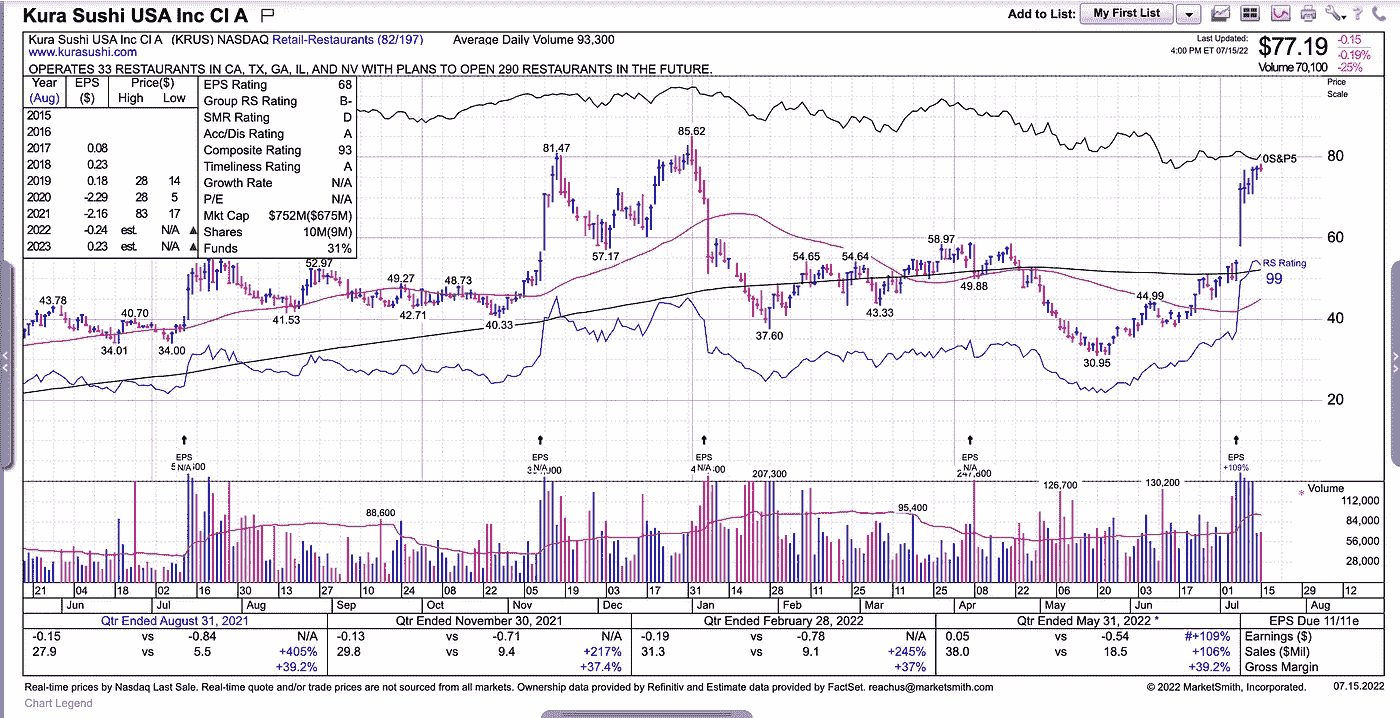 Kura Sushi USA Inc Cl A
Add to List: My First List
Kura Sushi USA Inc Cl A (KRUS) NASDAQ Retail-Restaurants (82/197) Average Daily Volume 93,300
www.kurasushi.com
Last Updated:
4:00 PM ET 07/15/22
$77.19
-0.15
-0.19%
Volume 70,100 -25%
OPERATES 33 RESTAURANTS IN CA, TX, GA, IL, AND NV WITH PLANS TO OPEN 290 RESTAURANTS IN THE FUTURE.
Year EPS Price($)
(Aug) ($) High Low
2015
2016
2017 0.08
2018 0.23
2019 0.18 28 14
2020 -2.29 28 5
2021 -2.16 83 17
2022 -0.24 est. N/A
2023 0.23 est. N/A
EPS Rating 68
Group RS Rating B-
SMR Rating D
Acc/Dis Rating A
Composite Rating 93
Timeliness Rating A
Growth Rate N/A
P/E N/A
Mkt Cap $752M($675M)
Shares 10M(9M)
Funds 31%
Price
Scale
80
60
40
20
0S&P5
RS Rating
99
43.78
34.01
40.70
34.00
41.53
52.97
49.27
42.71
48.73
40.33
81.47
57.17
85.62
37.60
54.65
54.64
43.33
58.97
49.88
30.95
44.99
EPS
N/A
EPS
N/A
EPS
N/A
EPS
N/A
EPS
+109%
88,600
207,300
95,400
247,800
126,700
130,200
Volume
112,000
84,000
56,000
28,000
21 04 18 02 16 30 13 27 10 24 08 22 05 19 03 17 31 14 28 11 25 11 25 08 22 06 20 03 17 01 15 29 12
Jun Jul Aug Sep Oct Nov Dec Jan Feb Mar Apr May Jun Jul Aug
Qtr Ended August 31, 2021 Qtr Ended November 30, 2021 Qtr Ended February 28, 2022 Qtr Ended May 31, 2022 * EPS Due 11/11e
-0.15 vs -0.84 N/A -0.13 vs -0.71 N/A -0.19 vs -0.78 N/A 0.05 vs -0.54 #+109% Earnings ($)
27.9 vs 5.5 +405% 29.8 vs 9.4 +217% 31.3 vs 9.1 +245% 38.0 vs 18.5 +106% Sales ($Mil)
+39.2% +37.4% +37% +39.2% Gross Margin
Real-time prices by Nasdaq Last Sale. Real-time quote and/or trade prices are not sourced from all markets. Ownership data provided by Refinitiv and Estimate data provided by FactSet. reachus@marketsmith.com © 2022 MarketSmith, Incorporated. 07.15.2022
Chart Legend